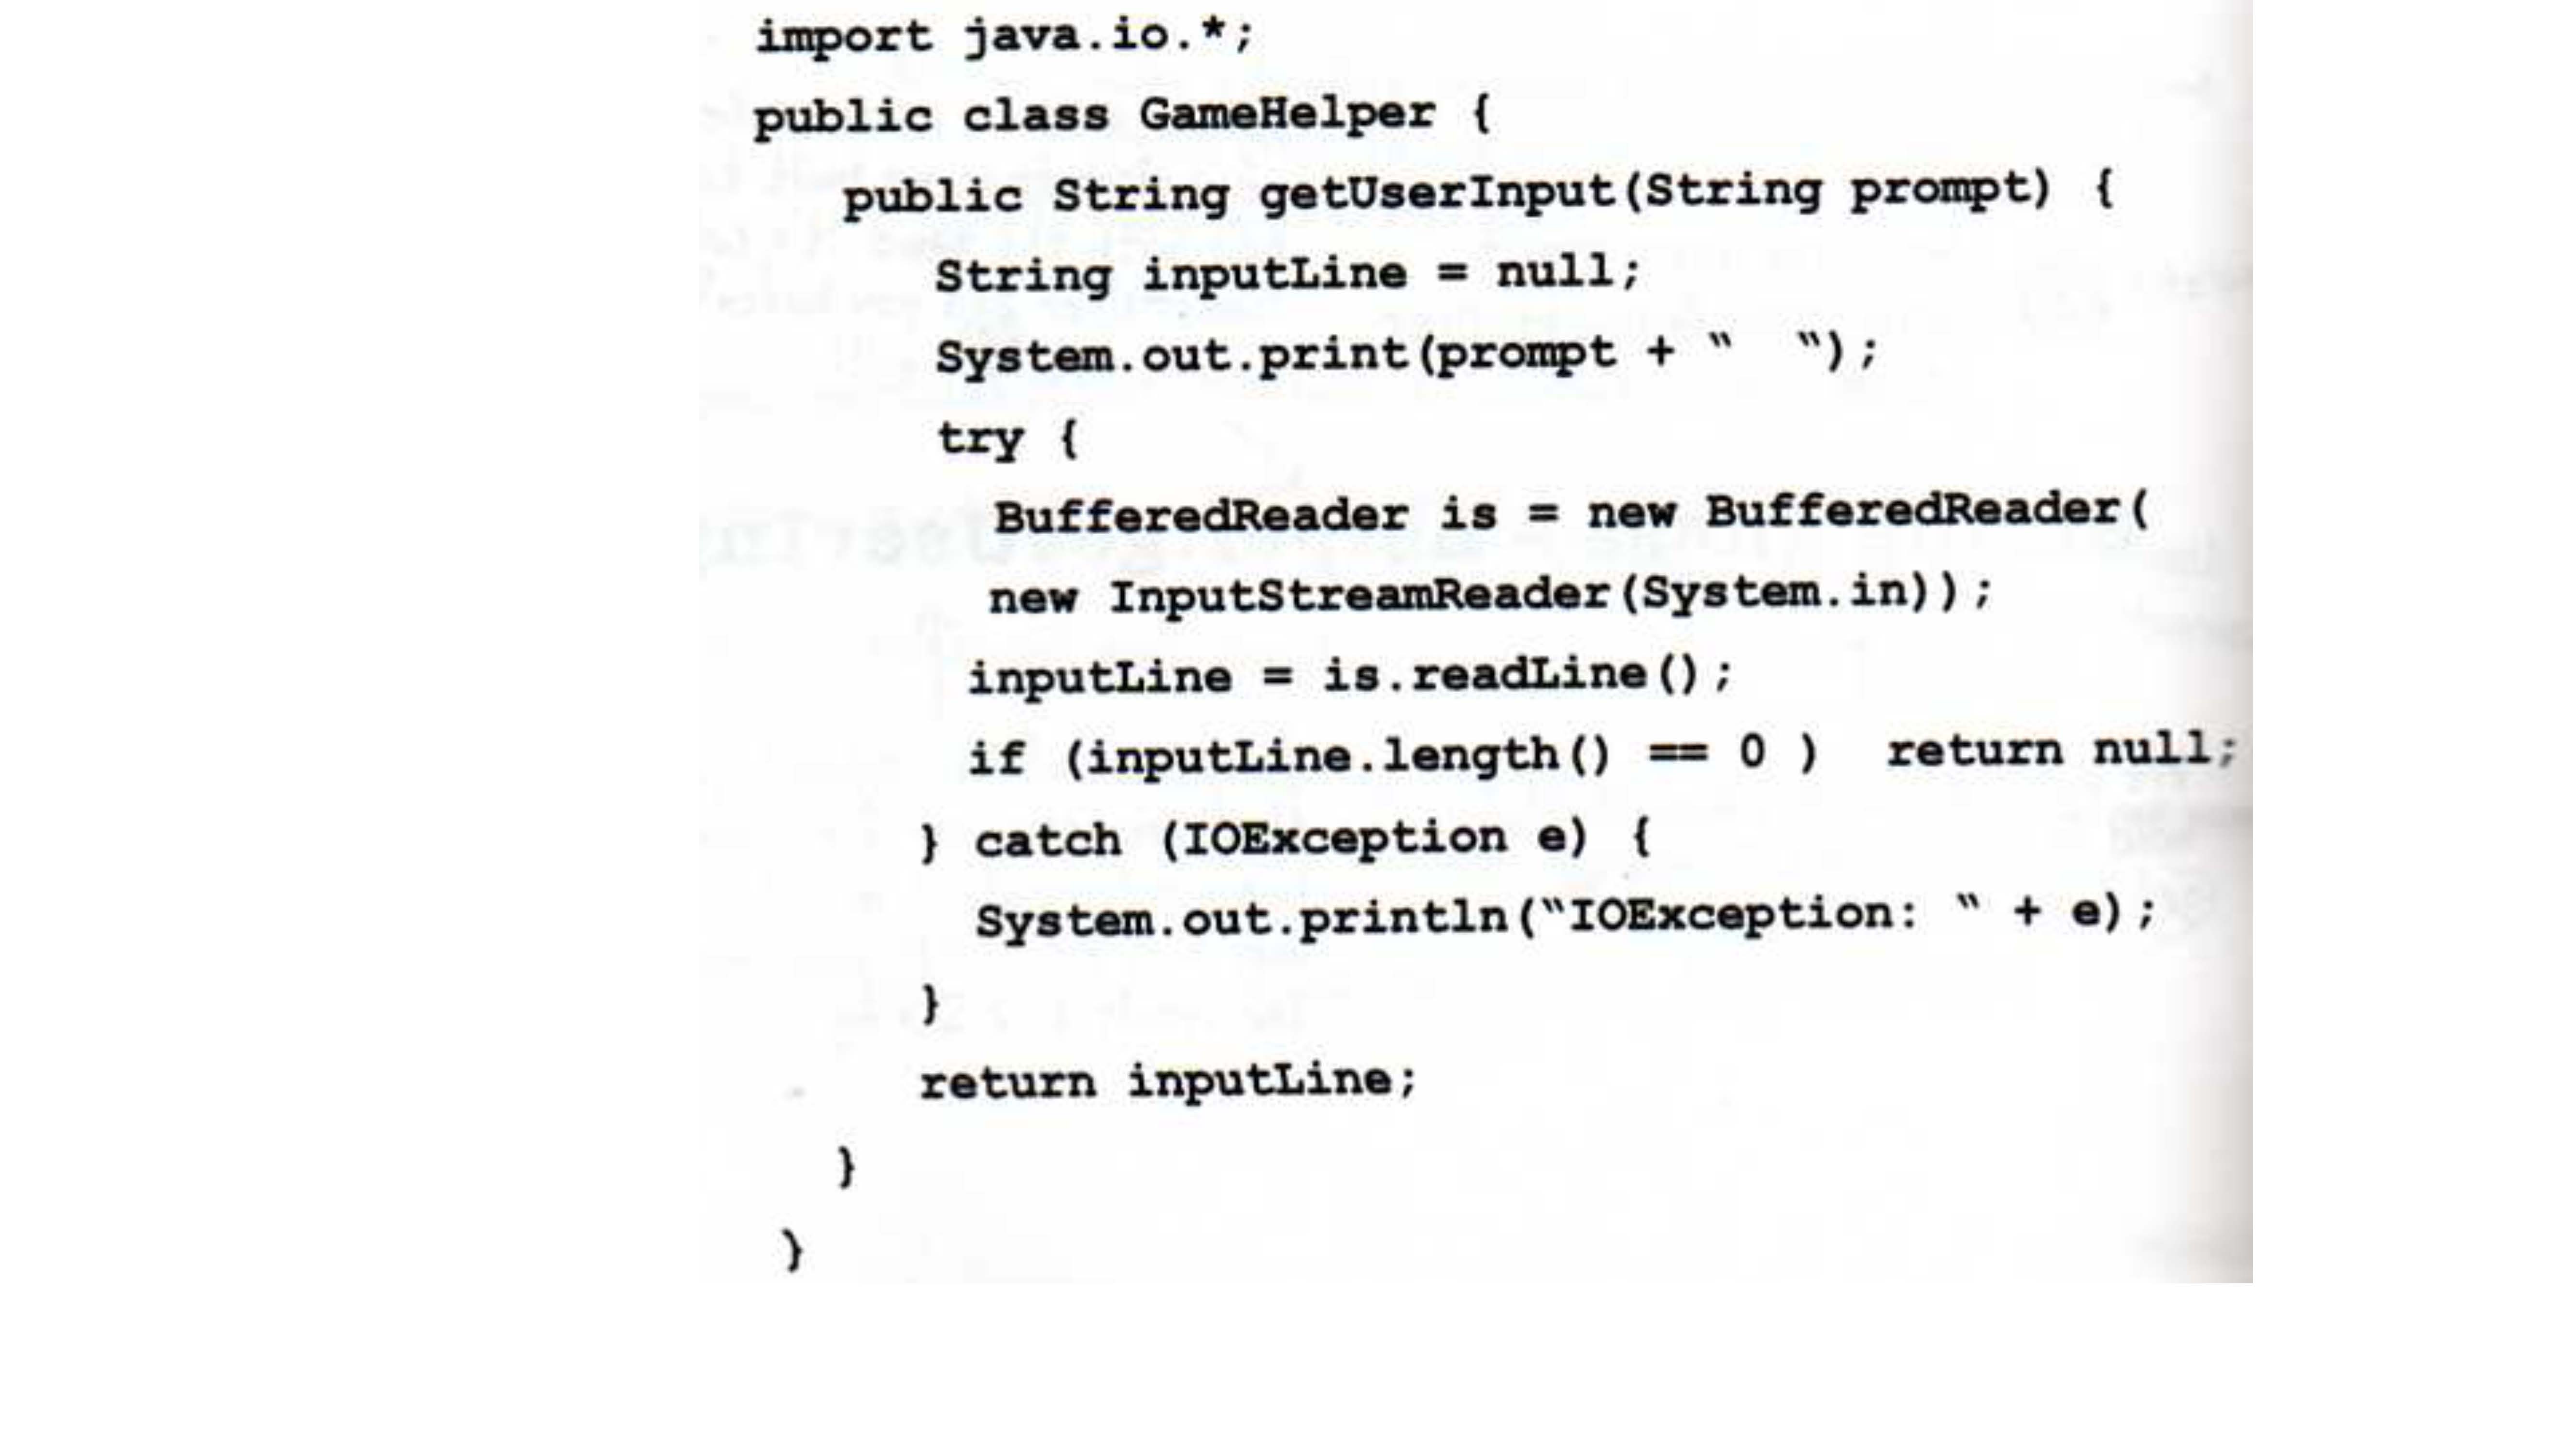 import java.io.*;
public class GameHelper {
public String getUserInput(String prompt) {
String inputLine = null;
System.out.print(prompt + “  “);
try {
BufferedReader is = new BufferedReader(
new InputStreamReader(System.in));
inputLine = is.readLine();
if (inputLine.length() == 0 )  return null;
} catch (IOException e) {
System.out.println(“IOException: “ + e);
}
return inputLine;
}
}